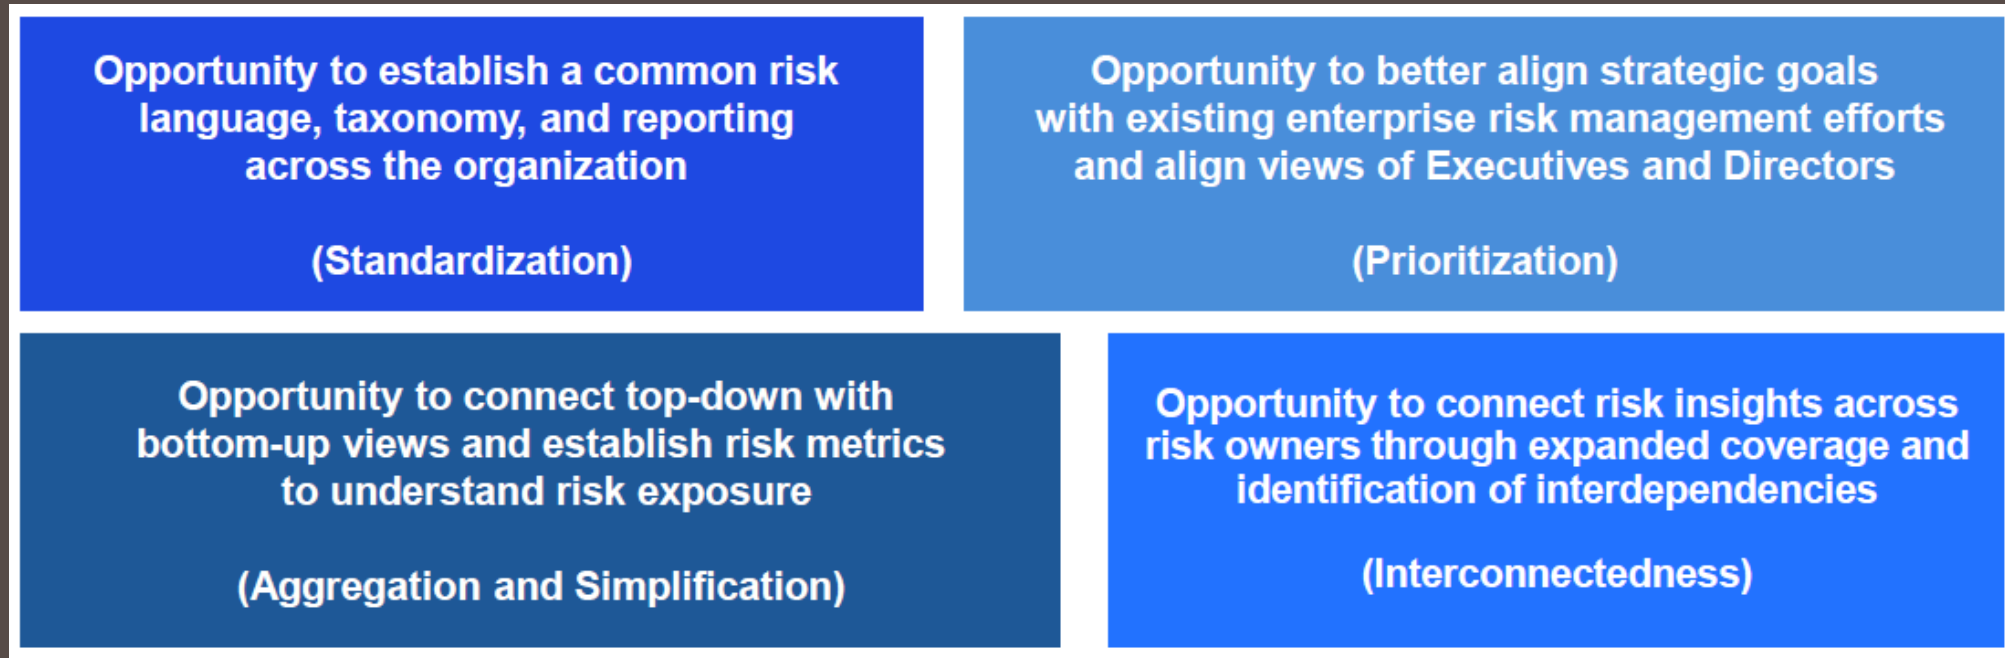 Opportunity to establish a common risk
language, taxonomy, and reporting
across the organization
(Standardization)
Opportunity to better align strategic goals
with existing enterprise risk management efforts
and align views of Executives and Directors
(Prioritization)
Opportunity to connect top-down with
bottom-up views and establish risk metrics
to understand risk exposure
(Aggregation and Simplification)
Opportunity to connect risk insights across
risk owners through expanded coverage and
identification of interdependencies
(Interconnectedness)